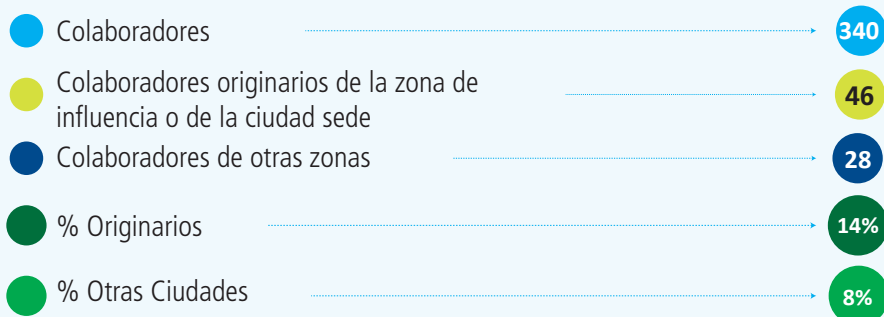 Colaboradores 340
Colaboradores originarios de la zona de
influencia o de la ciudad sede 46
Colaboradores de otras zonas 28
% Originarios 14%
% Otras Ciudades 8%